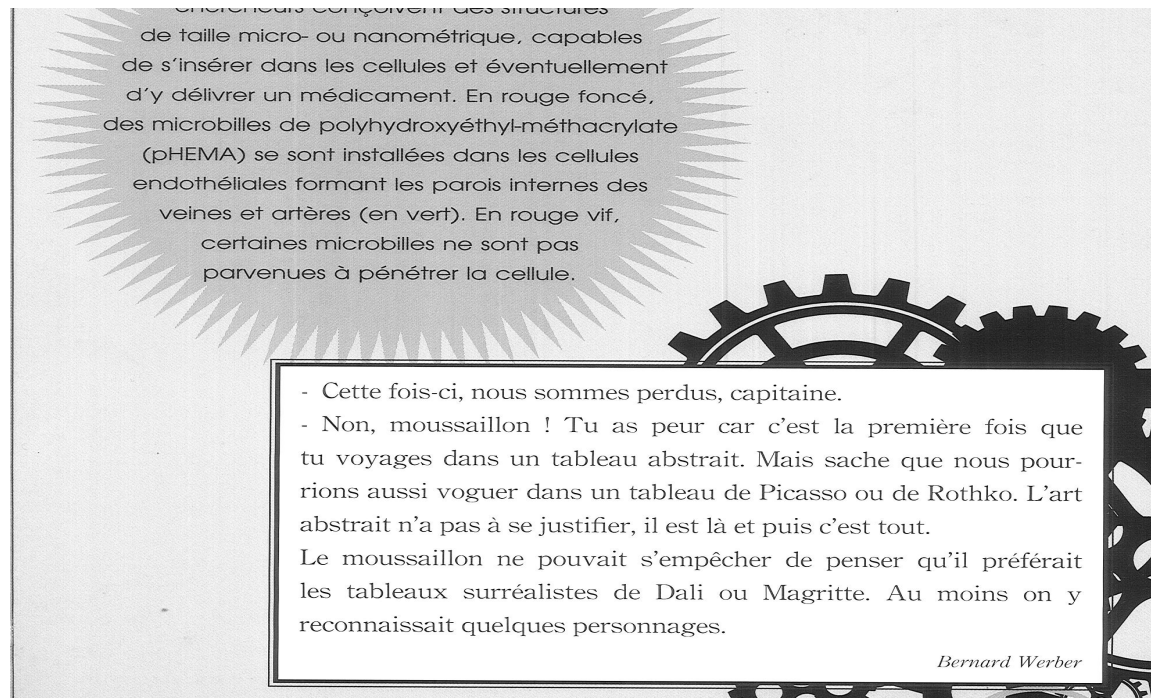 chercheurs conçoivent des structures
de taille micro- ou nanométrique, capables
de s'insérer dans les cellules et éventuellement
d'y délivrer un médicament. En rouge foncé,
des microbilles de polyhydroxyéthyl-méthacrylate
(pHEMA) se sont installées dans les cellules
endothéliales formant les parois internes des
veines et artères (en vert). En rouge vif,
certaines microbilles ne sont pas
parvenues à pénétrer la cellule.
- Cette fois-ci, nous sommes perdus, capitaine.
- Non, moussaillon ! Tu as peur car c'est la première fois que
tu voyages dans un tableau abstrait. Mais sache que nous pour-
rions aussi voguer dans un tableau de Picasso ou de Rothko. L'art
abstrait n'a pas à se justifier, il est là et puis c'est tout.
Le moussaillon ne pouvait s'empêcher de penser qu'il préférait
les tableaux surréalistes de Dali ou Magritte. Au moins on y
reconnaissait quelques personnages.
Bernard Werber